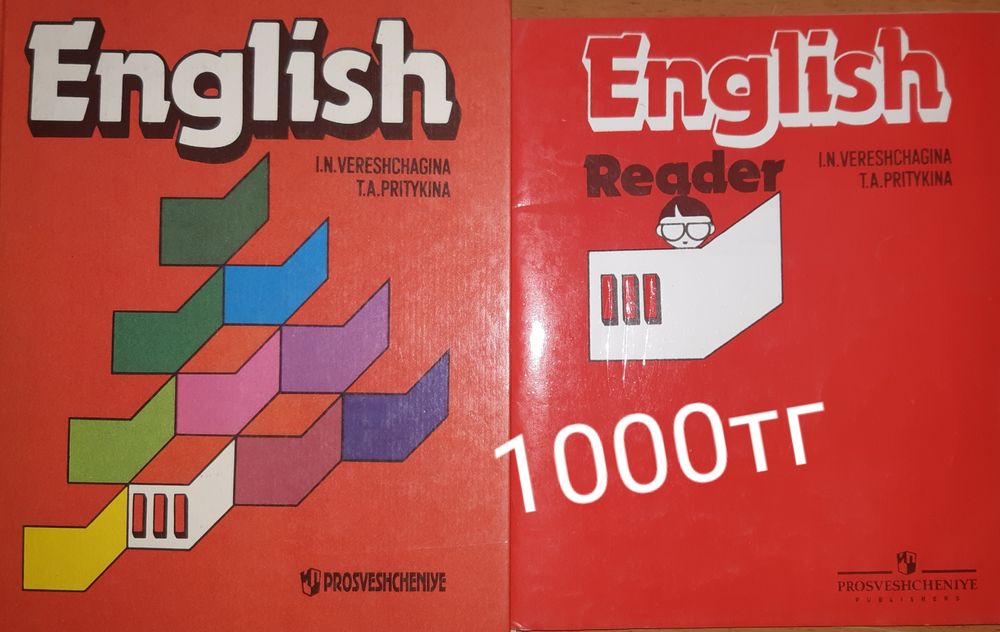 English
I.N.VERESHCHAGINA
T.A.PRITYKINA
III
PROSVESHCHENIYE
English
Reader
I.N.VERESHCHAGINA
T.A.PRITYKINA
III
1000тг
PROSVESHCHENIYE
PUBLISHERS